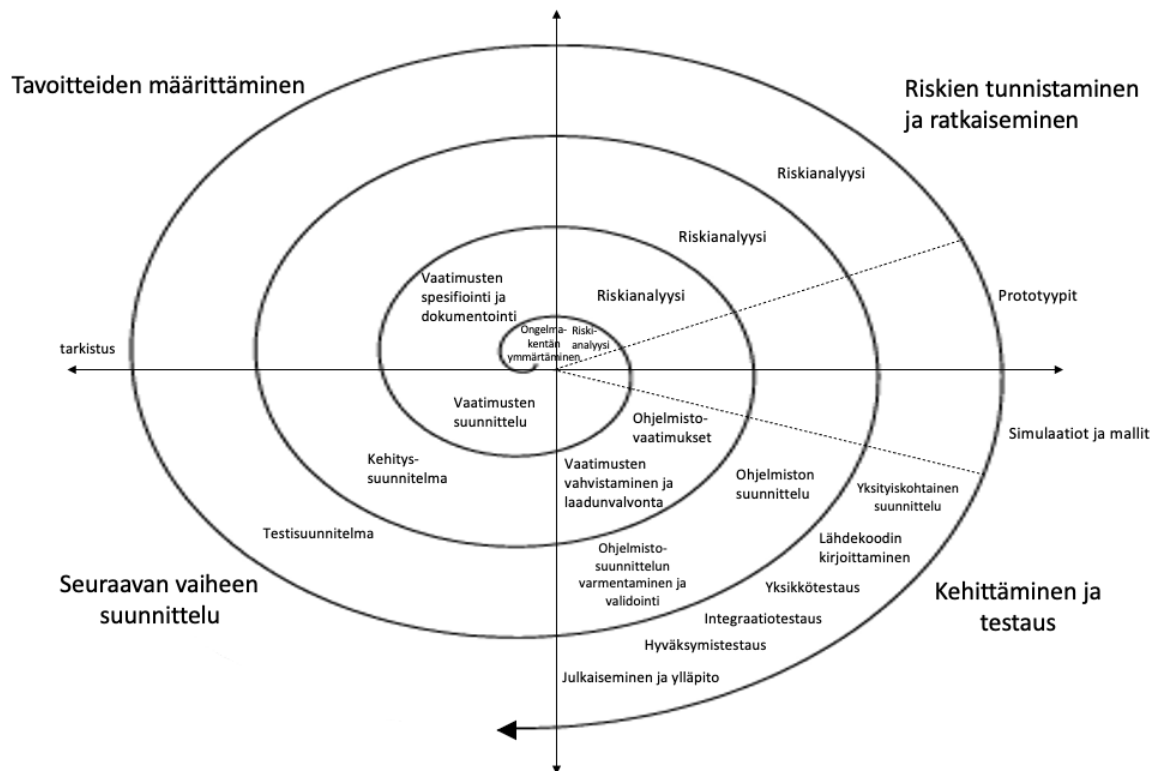 Tavoitteiden määrittäminen
Riskien tunnistaminen
ja ratkaiseminen
Riskianalyysi
Riskianalyysi
Vaatimusten
spesifiointi ja
dokumentointi
Riskianalyysi
Prototyypit
Ongelma-
kentän
ymmärtäminen
Riski-
analyysi
tarkistus
Vaatimusten
suunnittelu
Ohjelmisto-
vaatimukset
Simulaatiot ja mallit
Kehitys-
suunnitelma
Vaatimusten
vahvistaminen ja
laadunvalvonta
Ohjelmiston
suunnittelu
Yksityiskohtainen
suunnittelu
Testisuunnitelma
Lähdekoodin
kirjoittaminen
Ohjelmisto-
suunnittelun
varmentaminen ja
validointi
Yksikkötestaus
Seuraavan vaiheen
suunnittelu
Kehittäminen ja
testaus
Integraatiotestaus
Hyväksymistestaus
Julkaiseminen ja ylläpito